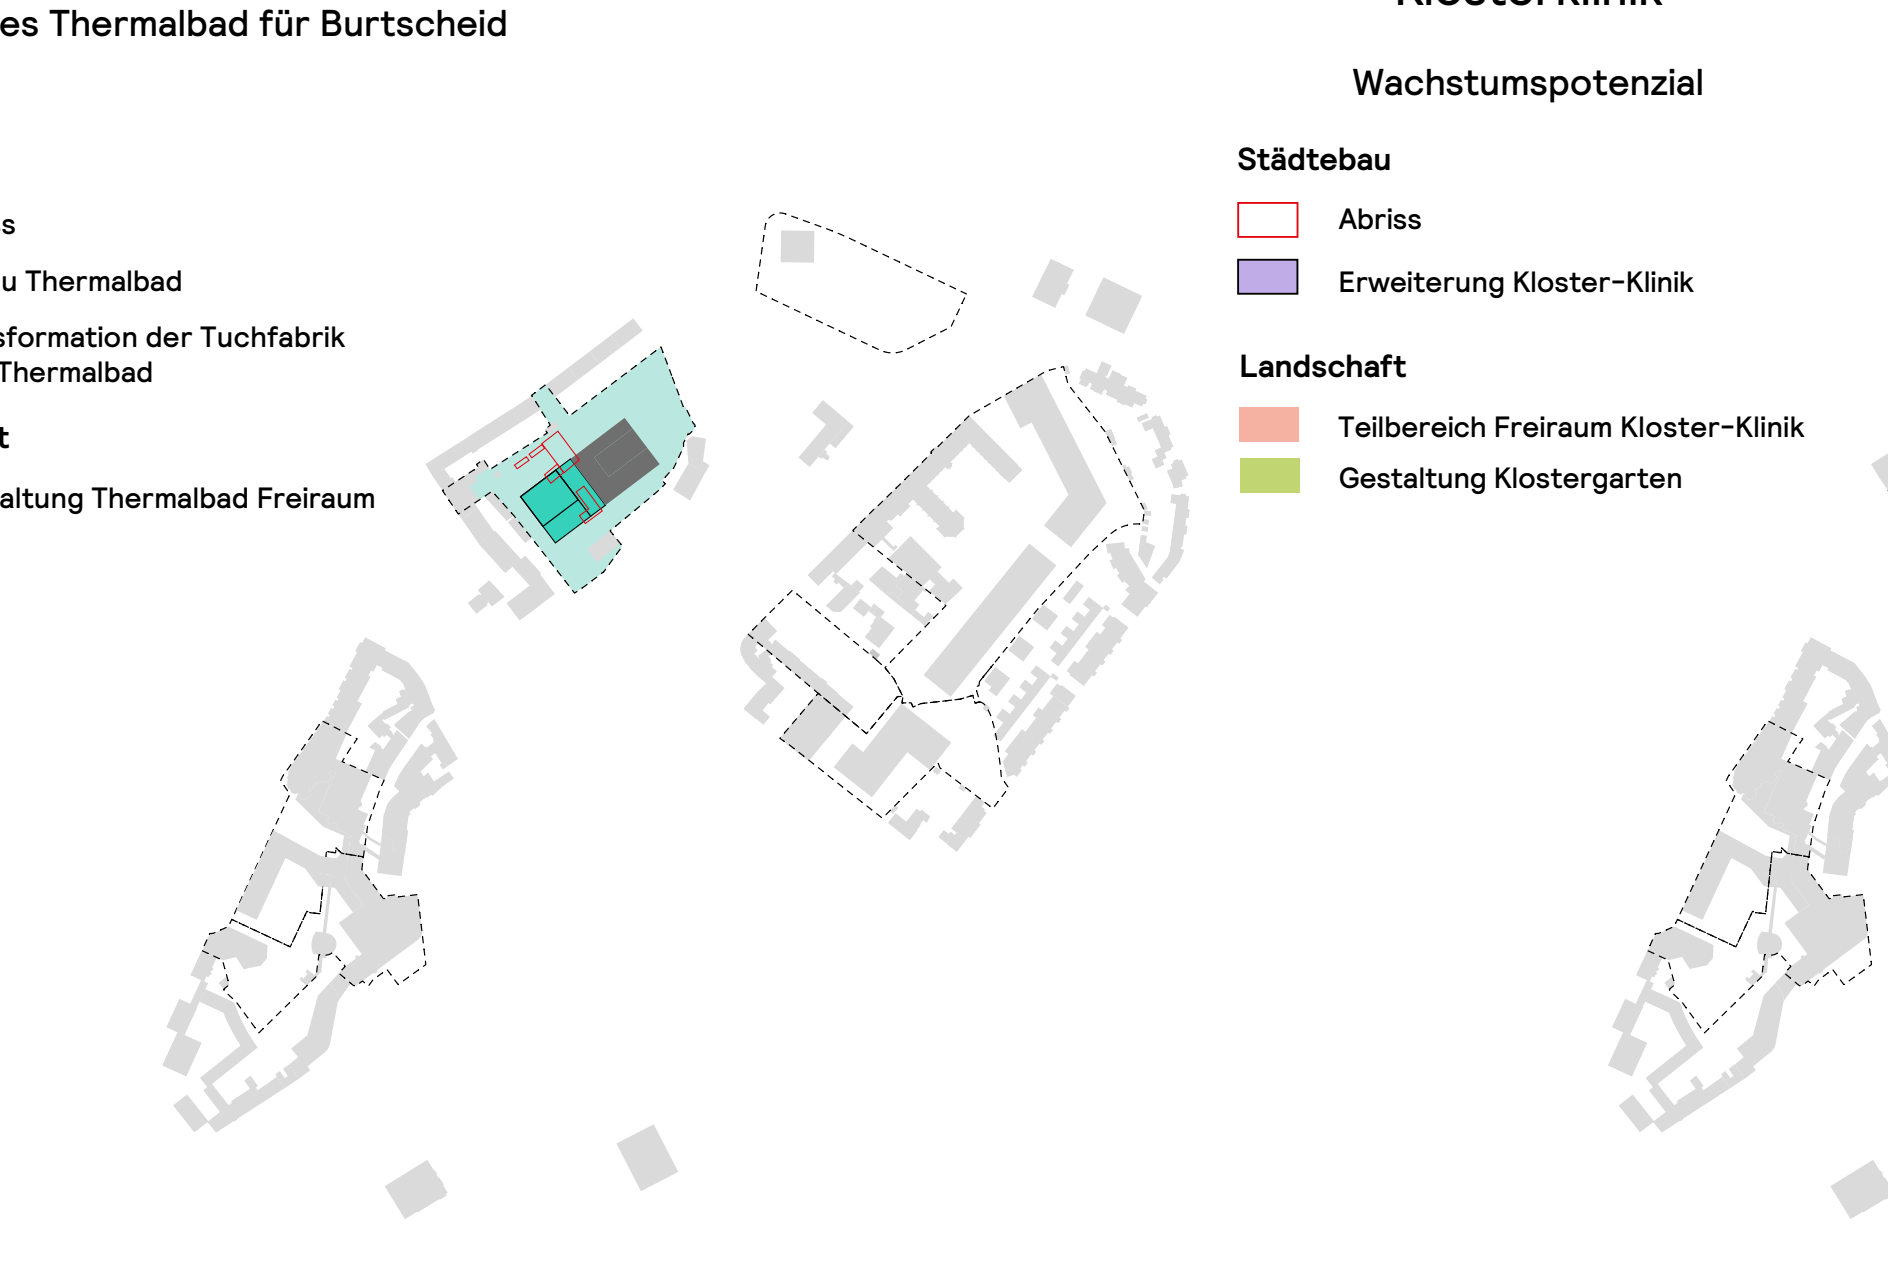 es Thermalbad für Burtscheid
s
u Thermalbad
sformation der Tuchfabrik
Thermalbad
t
altung Thermalbad Freiraum
Klosterklinik
Wachstumspotenzial
Städtebau
Abriss
Erweiterung Kloster-Klinik
Landschaft
Teilbereich Freiraum Kloster-Klinik
Gestaltung Klostergarten